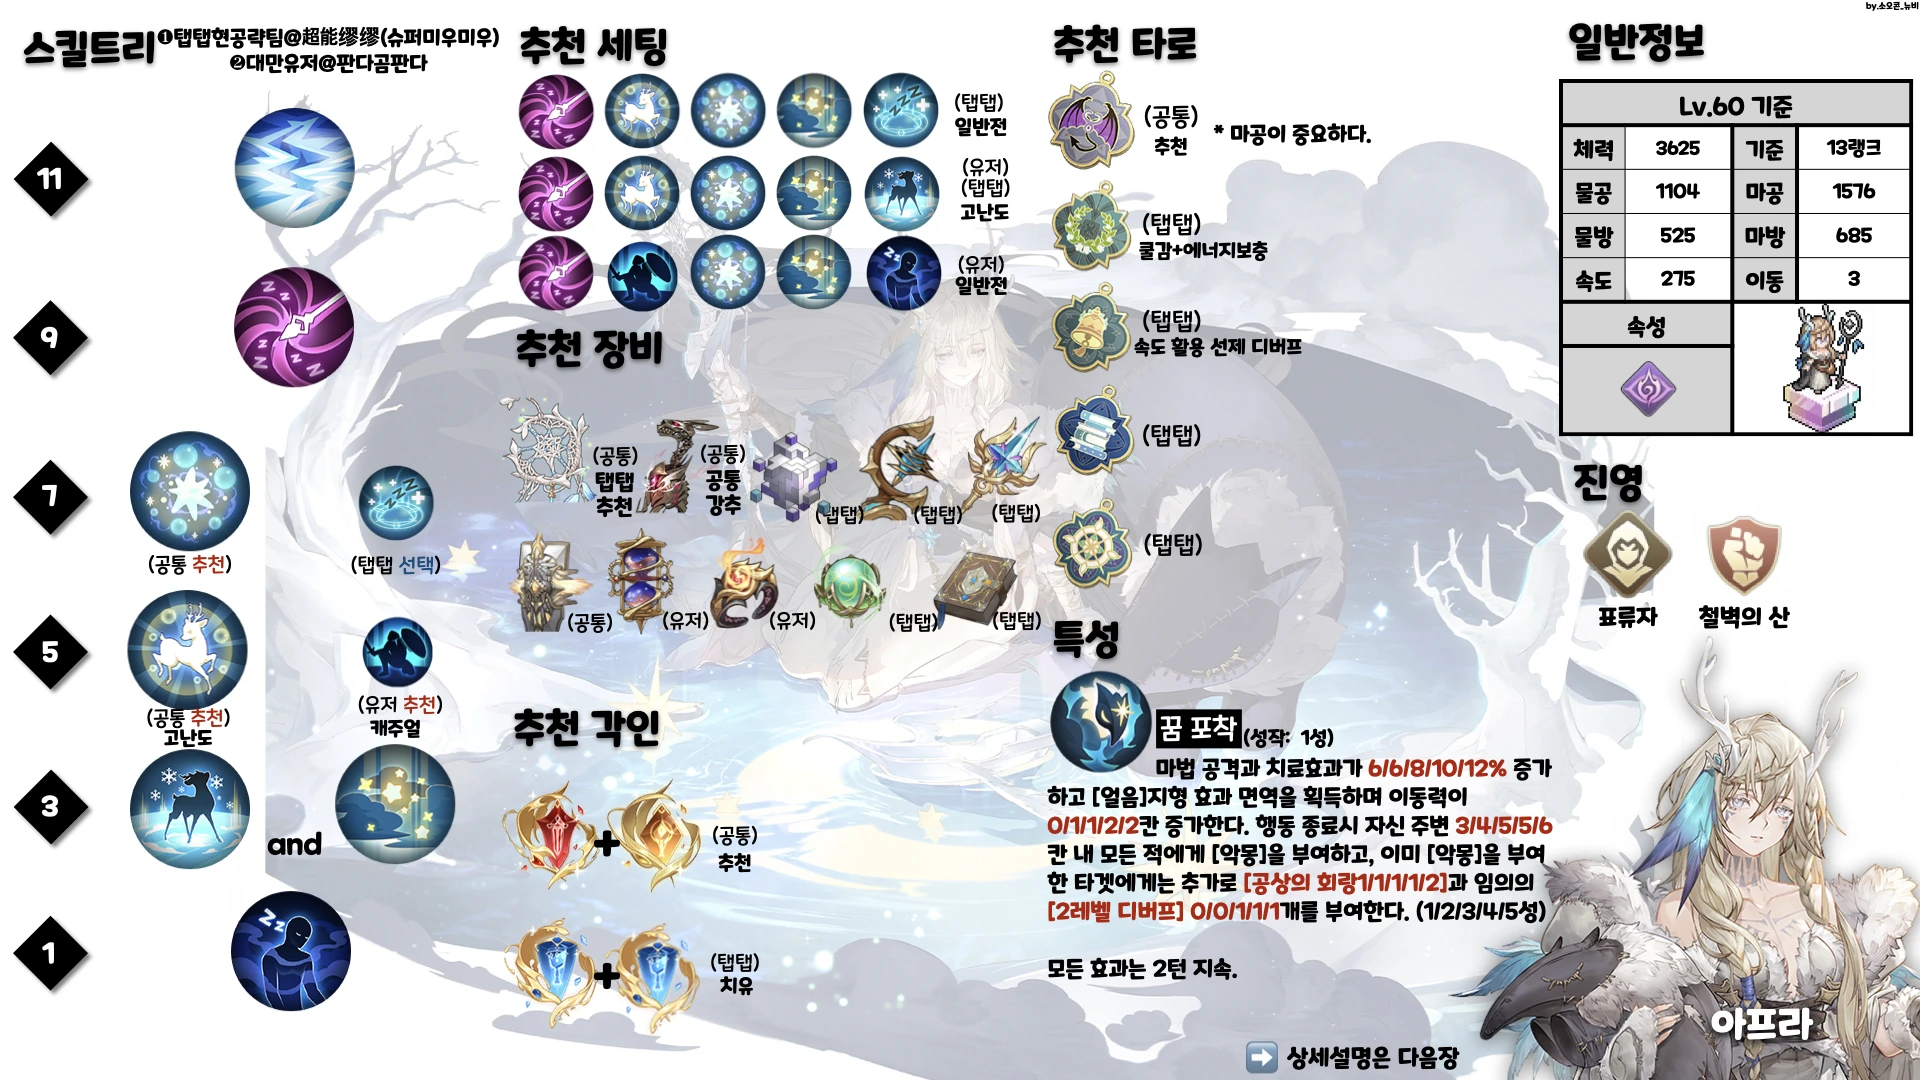 by.소오콘_뉴비
스킬트리
❶탭탭현공략팀@超能缪缪(슈퍼미우미우)
❷대만유저@판다곰판다
11
9
7
(공통 추천)
(탭탭 선택)
5
(공통 추천)
고난도
(유저 추천)
캐주얼
3
and
1
추천 세팅
(탭탭)
일반전
(유저)
(탭탭)
고난도
(유저)
일반전
추천 장비
(공통)
탭탭
추천
(공통)
공통
강추
(탭탭)
(탭탭)
(탭탭)
(공통)
(유저)
(유저)
(탭탭)
(탭탭)
추천 각인
(공통)
추천
(탭탭)
치유
추천 타로
(공통)
추천
* 마공이 중요하다.
(탭탭)
쿨감+에너지보충
(탭탭)
속도 활용 선제 디버프
(탭탭)
(탭탭)
특성
꿈 포착(성작: 1성)
마법 공격과 치료효과가 6/6/8/10/12% 증가
하고 [얼음]지형 효과 면역을 획득하며 이동력이
0/1/1/2/2칸 증가한다. 행동 종료시 자신 주변 3/4/5/5/6
칸 내 모든 적에게 [악몽]을 부여하고, 이미 [악몽]을 부여
한 타겟에게는 추가로 [공상의 회랑1/1/1/1/2]과 임의의
[2레벨 디버프] 0/0/1/1/1개를 부여한다. (1/2/3/4/5성)
모든 효과는 2턴 지속.
상세설명은 다음장
일반정보
Lv.60 기준
체력 3625 기준 13랭크
물공 1104 마공 1576
물방 525 마방 685
속도 275 이동 3
속성
진영
표류자
철벽의 산
아프라